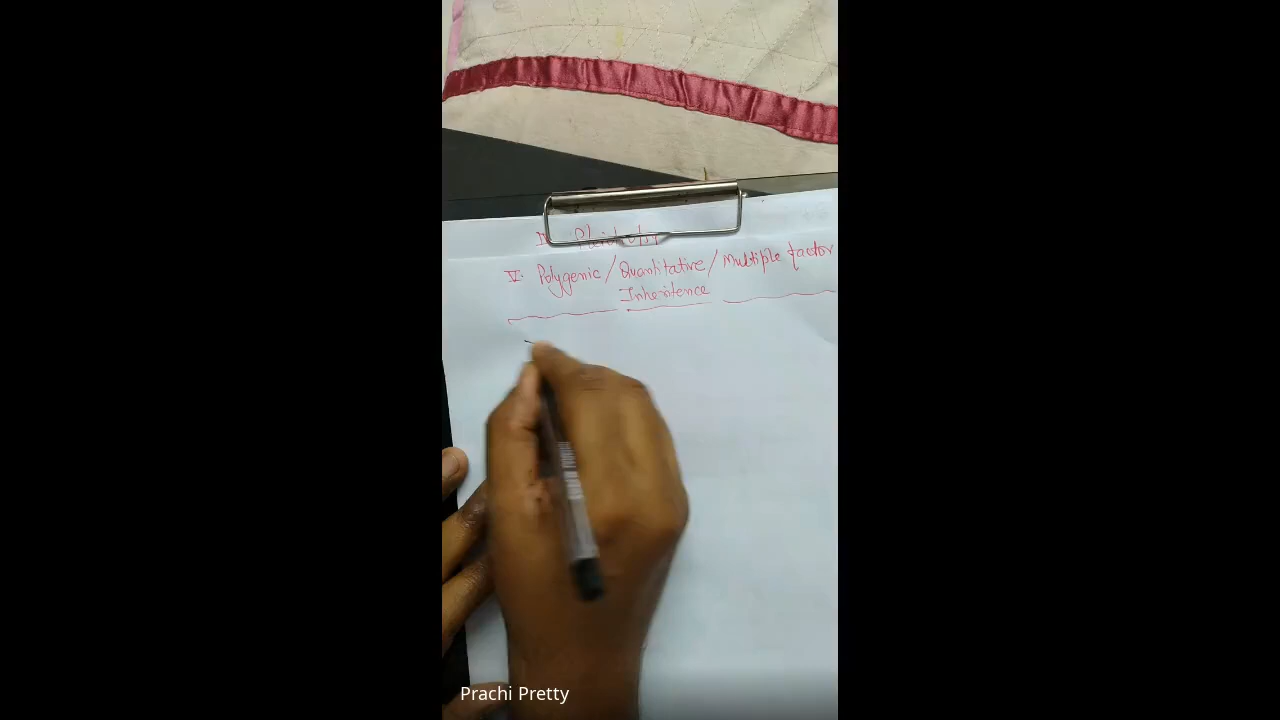 V. Polygenic / Quantitative / Multiple factor
Inheritence
Prachi Pretty